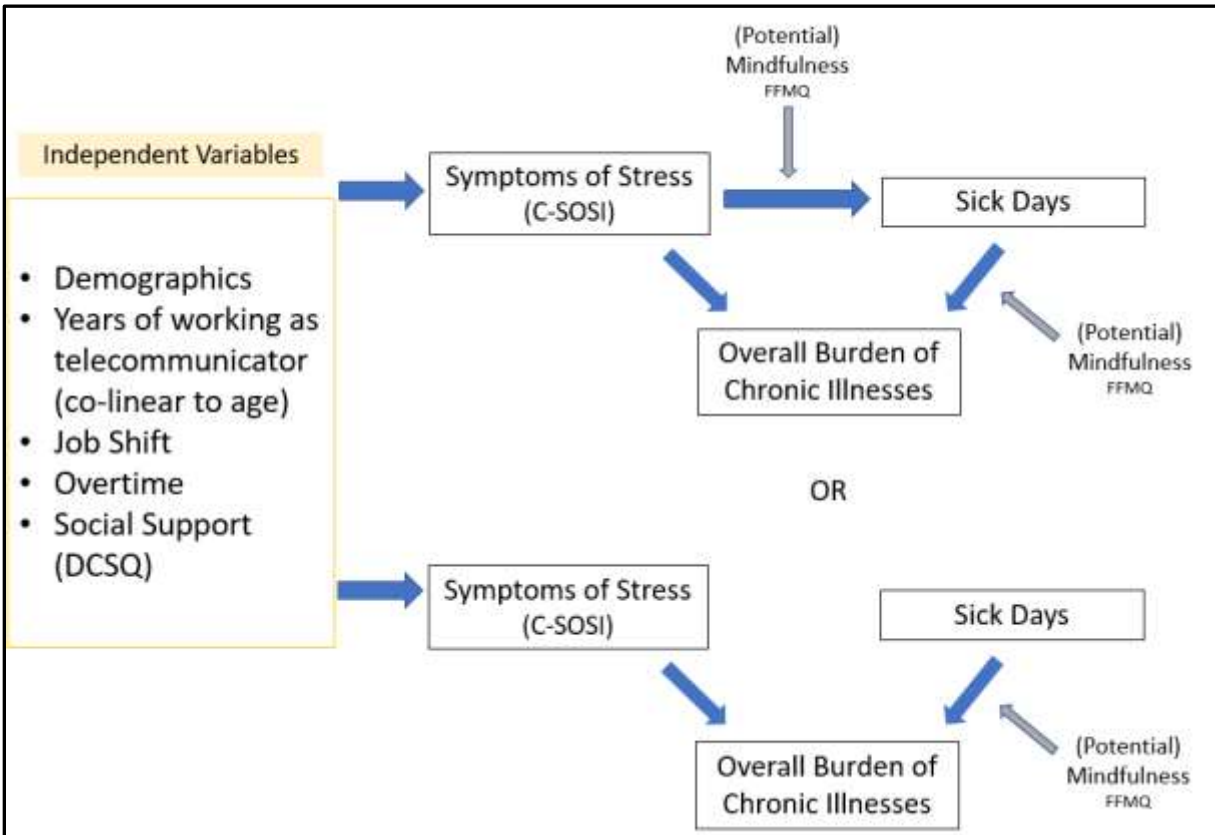 (Potential)
Mindfulness
FFMQ
Independent Variables
Symptoms of Stress
(C-SOSI)
Sick Days
• Demographics
• Years of working as
telecommunicator
(co-linear to age)
• Job Shift
• Overtime
• Social Support
(DCSQ)
Overall Burden of
Chronic Illnesses
(Potential)
Mindfulness
FFMQ
OR
Symptoms of Stress
(C-SOSI)
Sick Days
Overall Burden of
Chronic Illnesses
(Potential)
Mindfulness
FFMQ